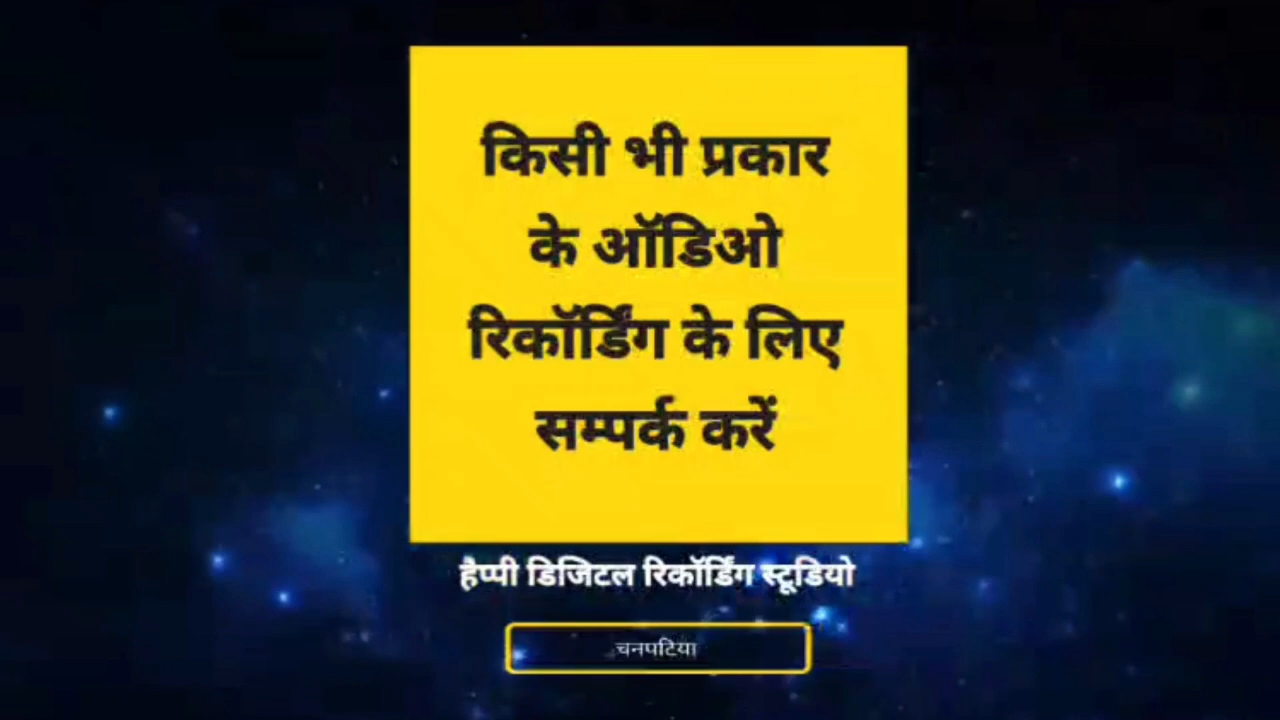 किसी भी प्रकार
के ऑडिओ
रिकॉर्डिंग के लिए
सम्पर्क करें
हैप्पी डिजिटल रिकॉर्डिंग स्टूडियो
चनपटिया